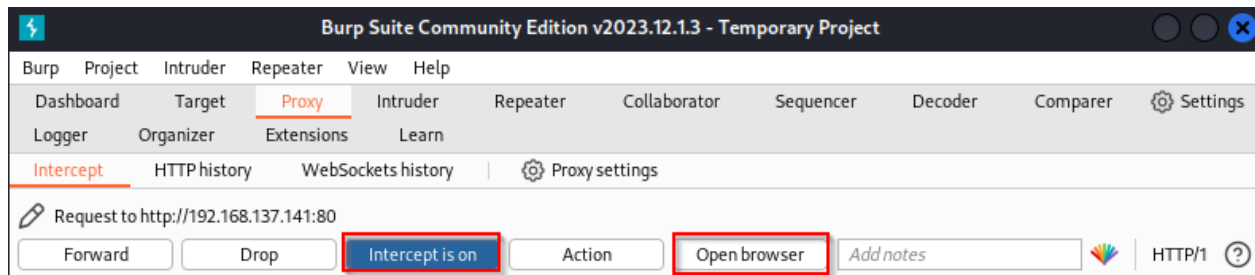 Burp Suite Community Edition v2023.12.1.3 - Temporary Project
Burp Project Intruder Repeater View Help
Dashboard Target Proxy Intruder Repeater Collaborator Sequencer Decoder Comparer Settings
Logger Organizer Extensions Learn
Intercept HTTP history WebSockets history Proxy settings
Request to http://192.168.137.141:80
Forward Drop Intercept is on Action Open browser Add notes HTTP/1 ?